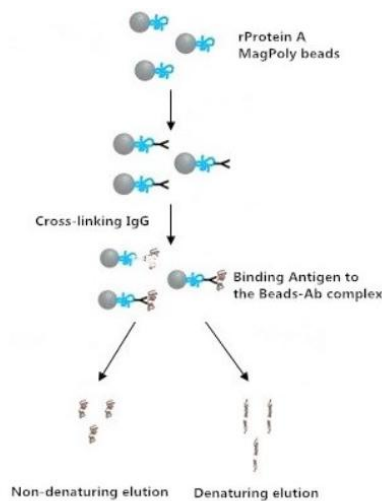 rProtein A
MagPoly beads
Cross-linking IgG
Binding Antigen to
the Beads-Ab complex
Non-denaturing elution
Denaturing elution